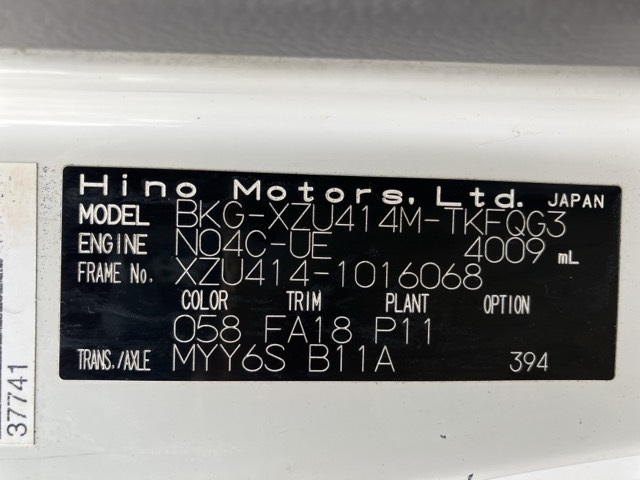 Hino Motors, Ltd. JAPAN
MODEL BKG-XZU414M-TKFQG3
ENGINE N04C-UE 4009 mL
FRAME No. XZU414-1016068
COLOR TRIM PLANT OPTION
058 FA18 P11
TRANS./AXLE MYY6S B11A 394
37741